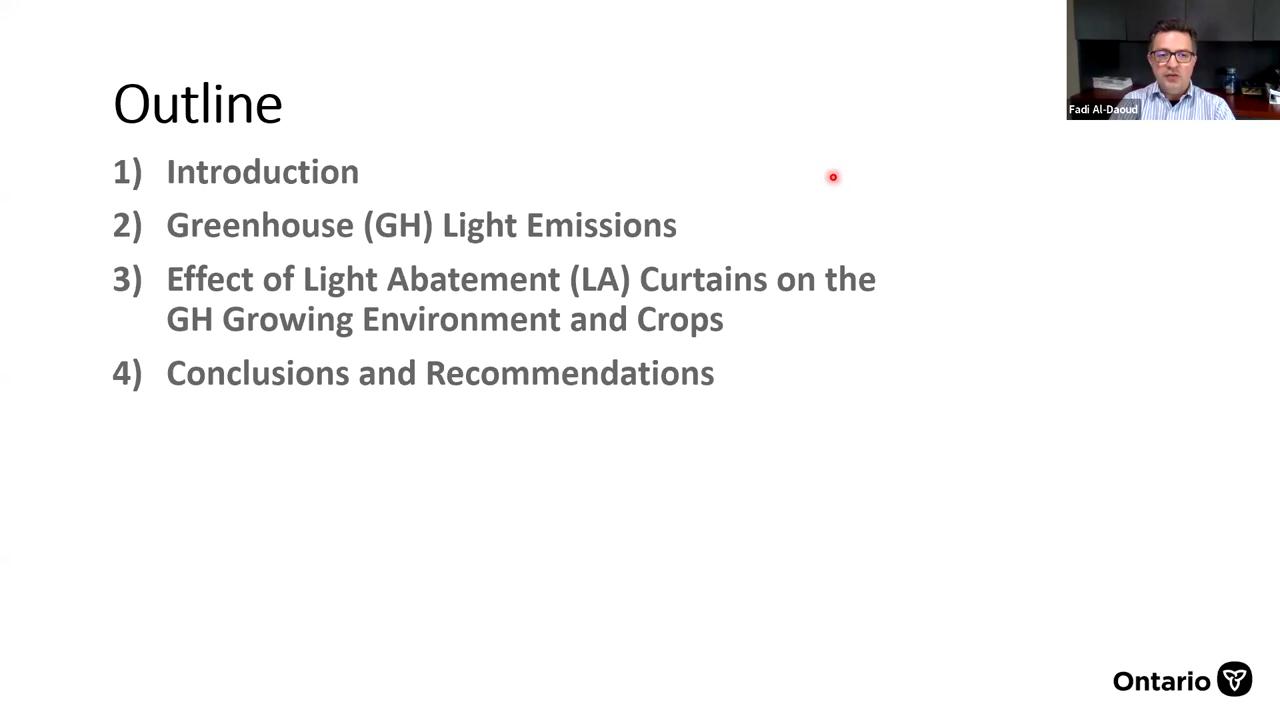 Outline
1) Introduction
2) Greenhouse (GH) Light Emissions
3) Effect of Light Abatement (LA) Curtains on the
GH Growing Environment and Crops
4) Conclusions and Recommendations
Fadi Al-Daoud
Ontario